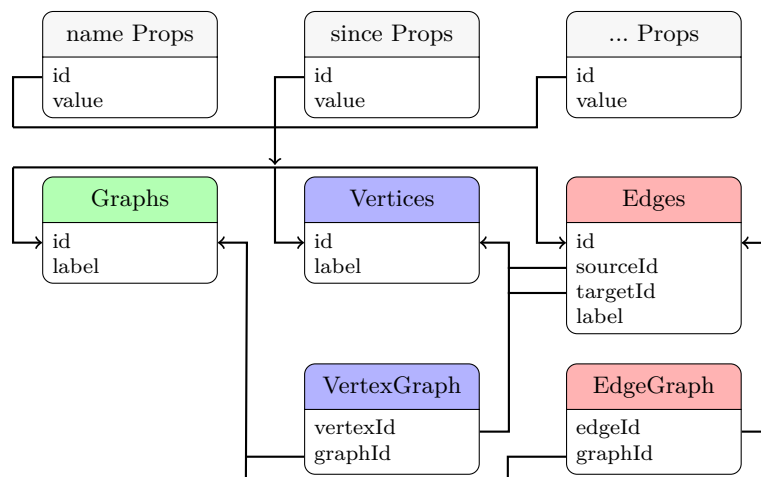 name Props
id
value
since Props
id
value
... Props
id
value
Graphs
id
label
Vertices
id
label
Edges
id
sourceId
targetId
label
VertexGraph
vertexId
graphId
EdgeGraph
edgeId
graphId